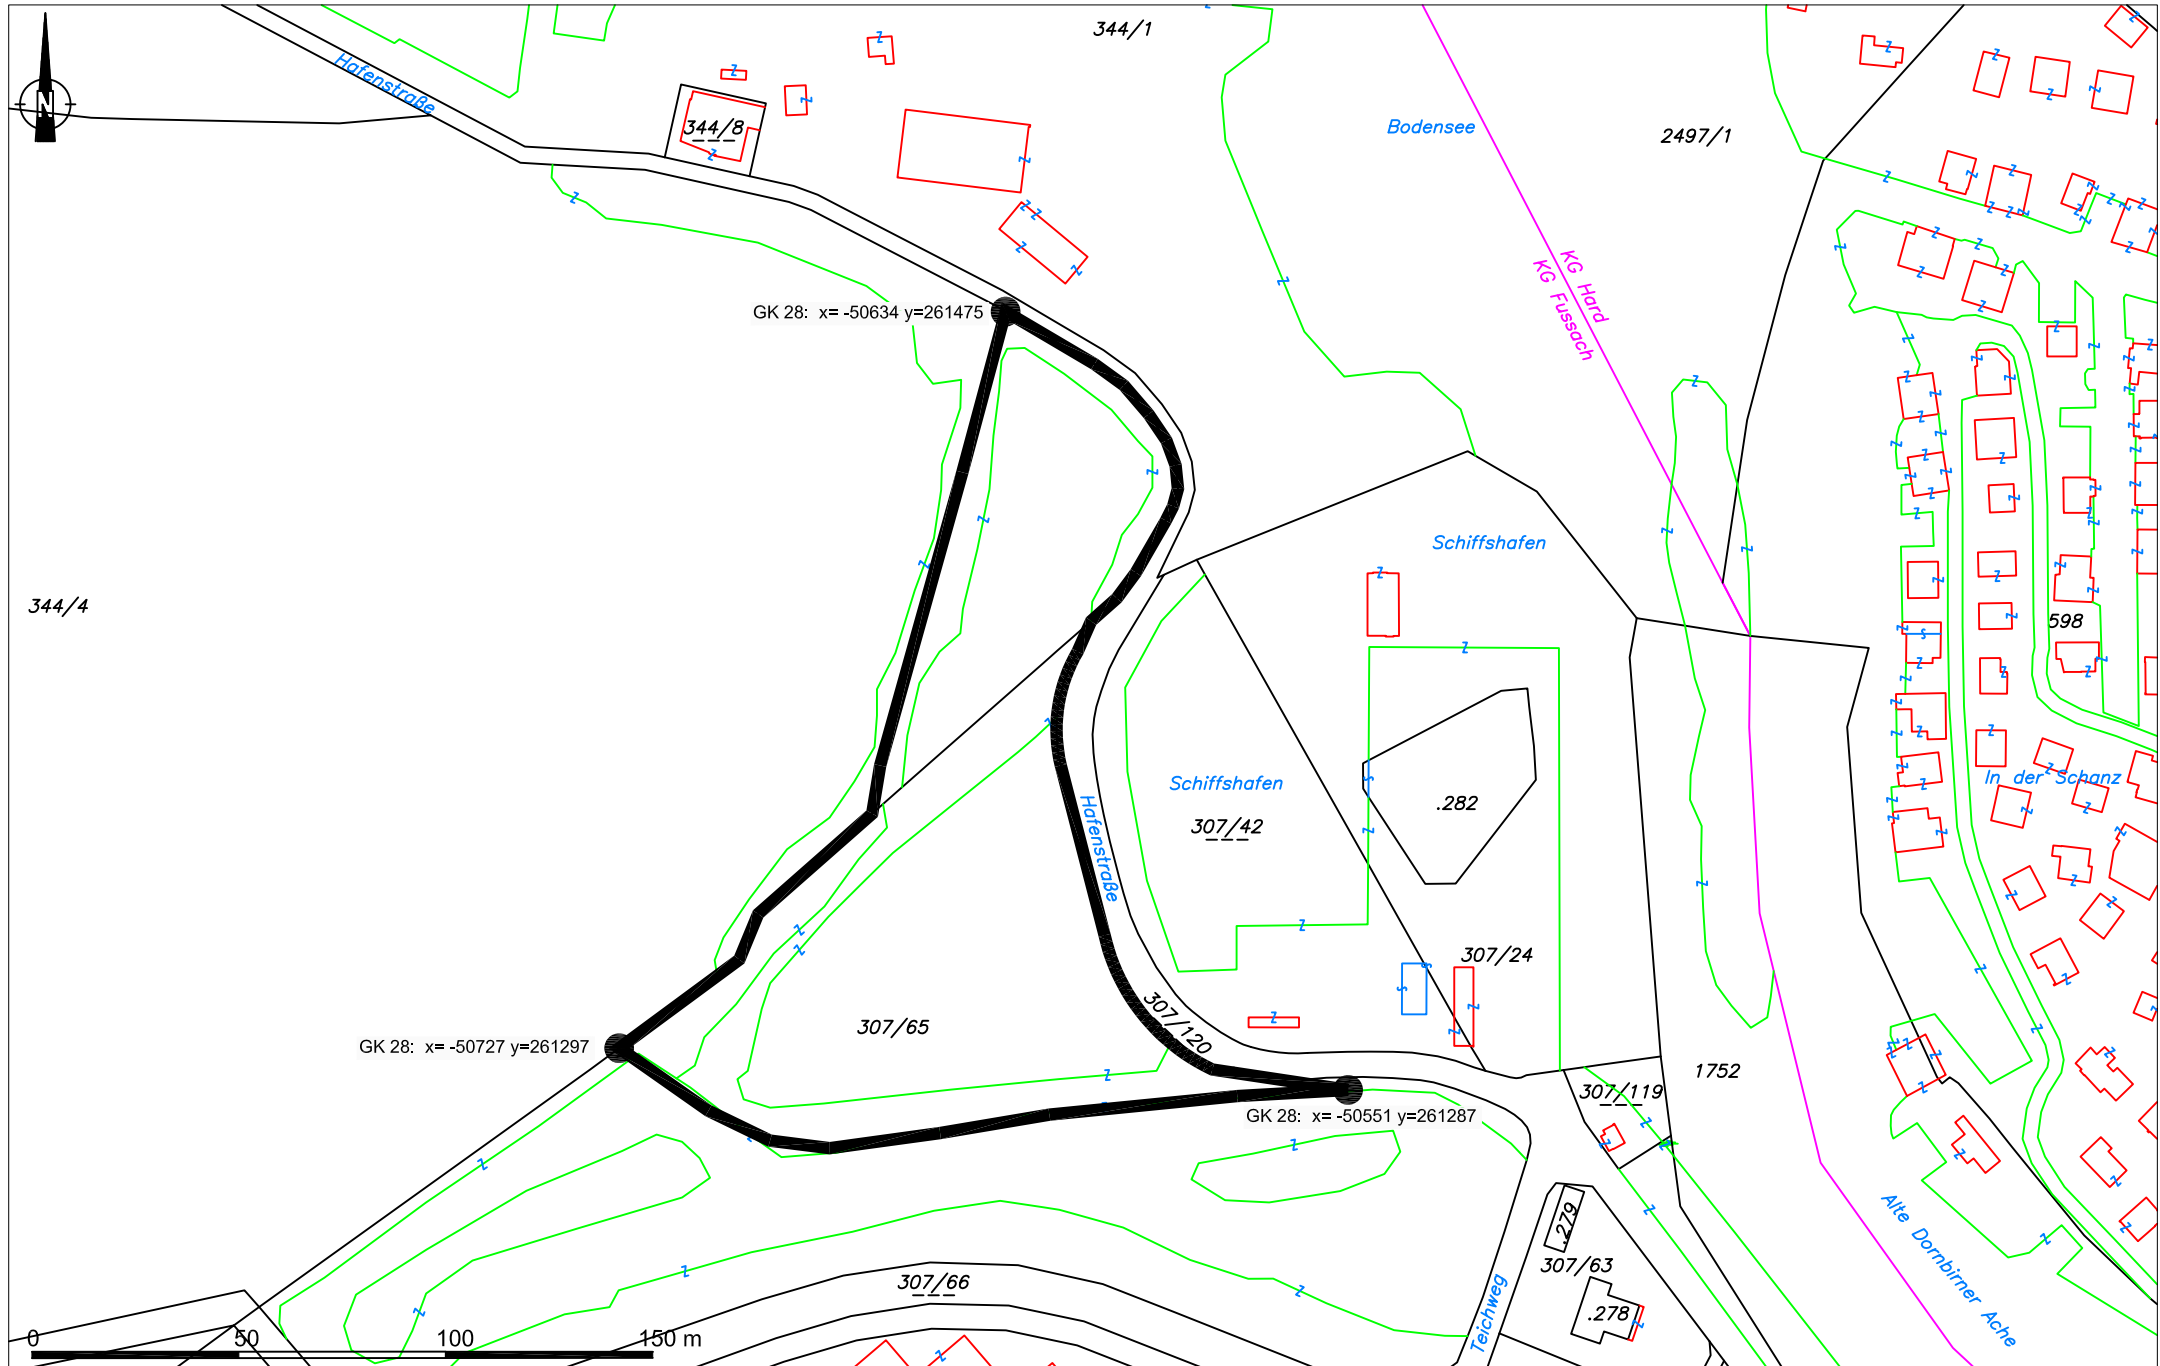 344/1
Hafenstraße
N
344/8
Bodensee
2497/1
KG Hard
KG Fussach
GK 28: x= -50634 y=261475
Schiffshafen
344/4
598
In der Schanz
Schiffshafen
307/42
.282
Hafenstraße
307/24
307/120
307/65
GK 28: x= -50727 y=261297
1752
307/119
GK 28: x= -50551 y=261287
Alte Dornbirner Ache
.279
307/63
307/66
.278
Teichweg
0 50 100 150 m